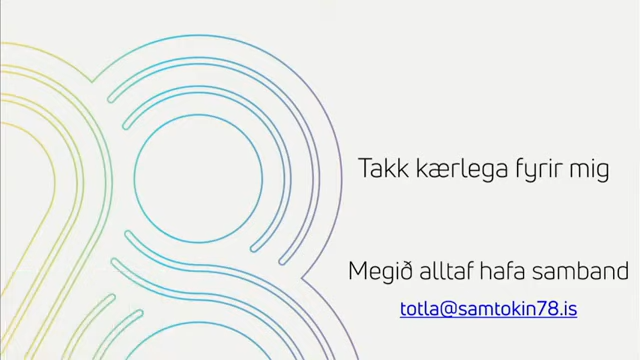 Takk kærlega fyrir mig
Megið alltaf hafa samband
totla@samtokin78.is